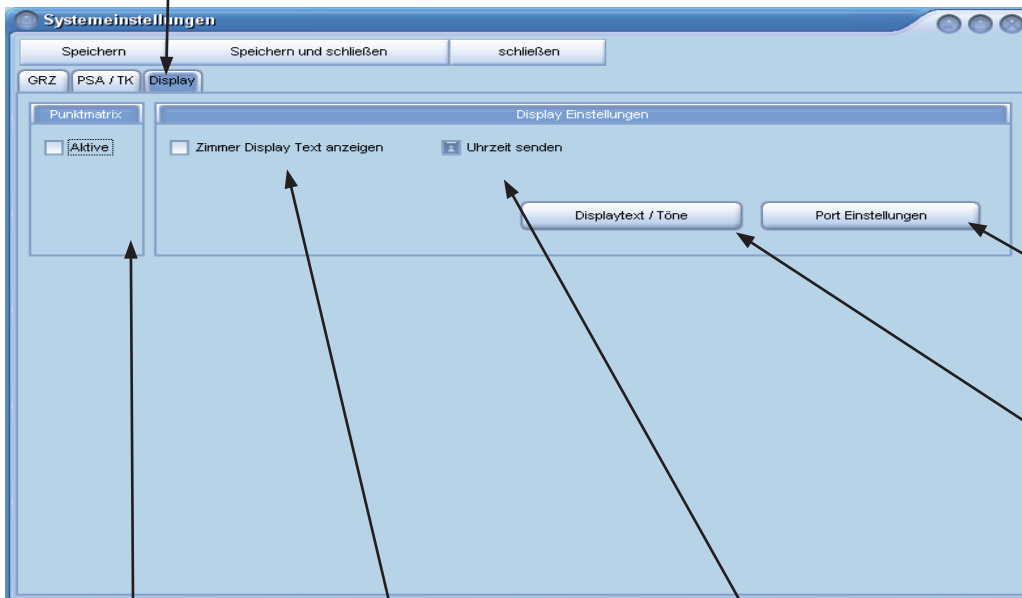 Systemeinstellungen
Speichern Speichern und schließen schließen
GRZ PSA / TK Display
Punktmatrix Display Einstellungen
Aktive Zimmer Display Text anzeigen Uhrzeit senden
Displaytext / Töne Port Einstellungen